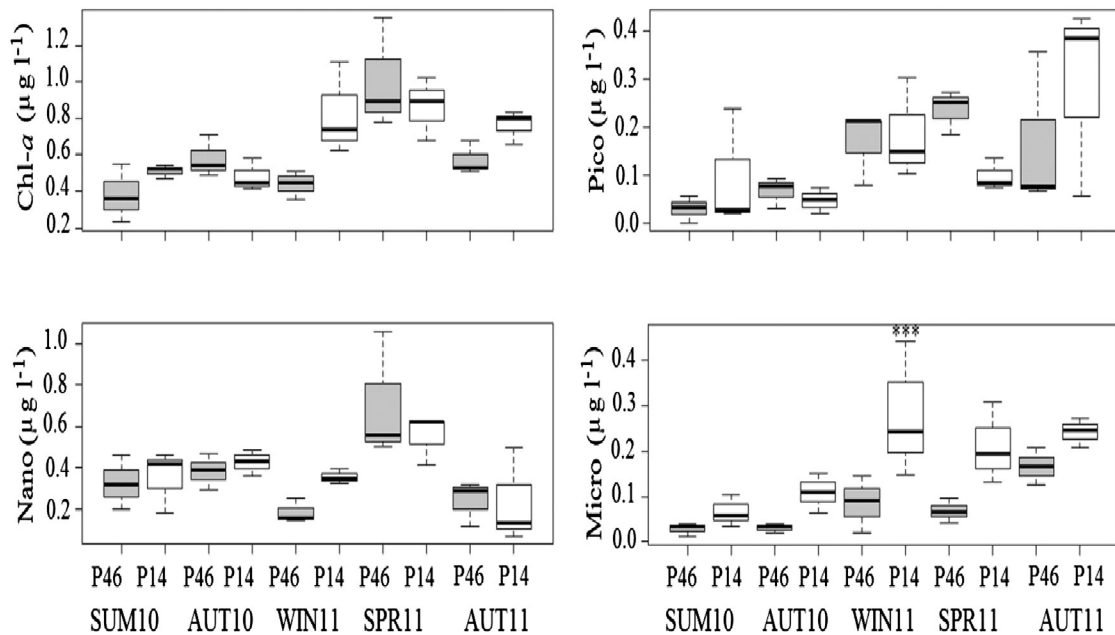 Chl-a (µg l⁻¹)
1.2
1.0
0.8
0.6
0.4
0.2
Pico (µg l⁻¹)
0.4
0.3
0.2
0.1
0.0
Nano (µg l⁻¹)
1.0
0.8
0.6
0.4
0.2
Micro (µg l⁻¹)
0.4
0.3
0.2
0.1
0.0
***
P46 P14 P46 P14 P46 P14 P46 P14 P46 P14
SUM10 AUT10 WIN11 SPR11 AUT11
P46 P14 P46 P14 P46 P14 P46 P14 P46 P14
SUM10 AUT10 WIN11 SPR11 AUT11